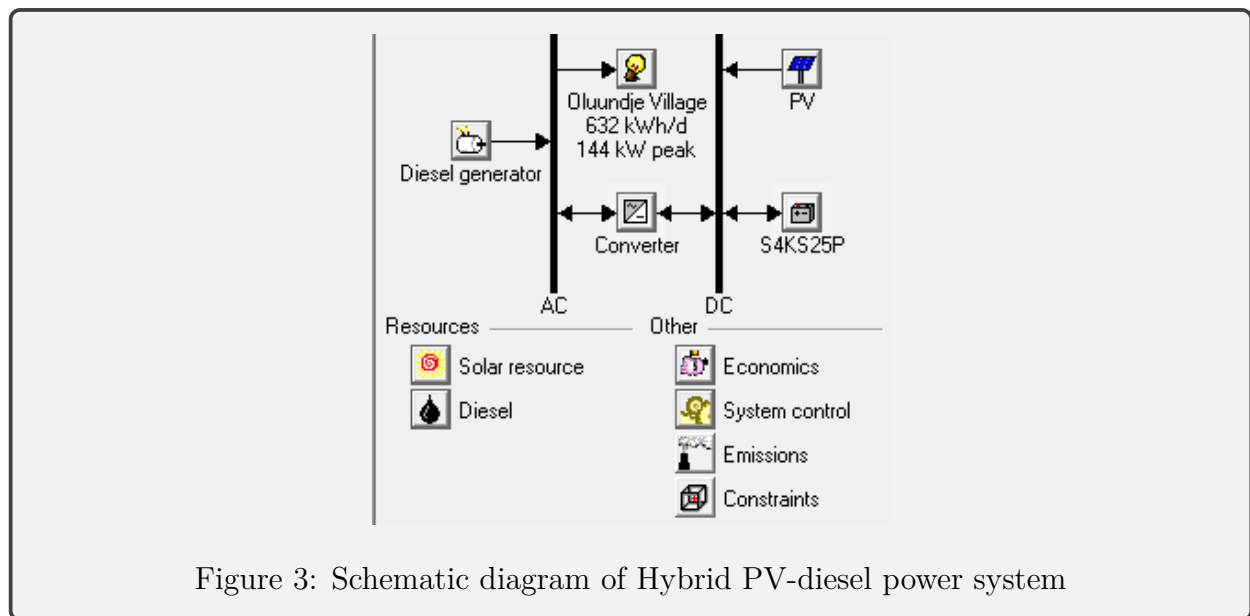 Oluundje Village
632 kWh/d
144 kW peak
PV
Diesel generator
Converter
S4KS25P
AC
DC
Resources
Other
Solar resource
Economics
Diesel
System control
Emissions
Constraints
Figure 3: Schematic diagram of Hybrid PV-diesel power system